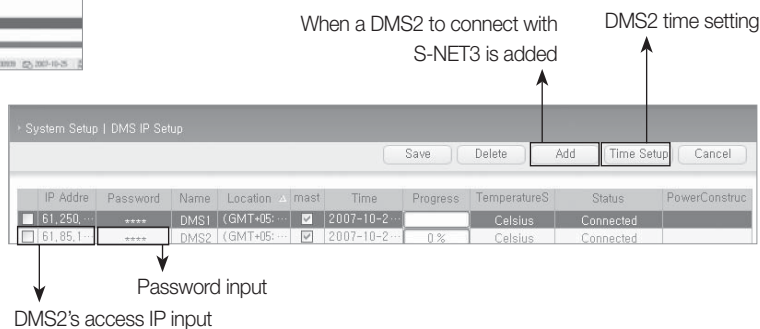 When a DMS2 to connect with
S-NET3 is added
DMS2 time setting
2007-10-25
System Setup | DMS IP Setup
Save Delete Add Time Setup Cancel
IP Addre Password Name Location mast Time Progress TemperatureS Status PowerConstruc
61,250, ··· **** DMS1 (GMT+05: ··· 2007-10-2··· Celsius Connected
61,85,1··· **** DMS2 (GMT+05: ··· 2007-10-2··· 0 % Celsius Connected
Password input
DMS2's access IP input